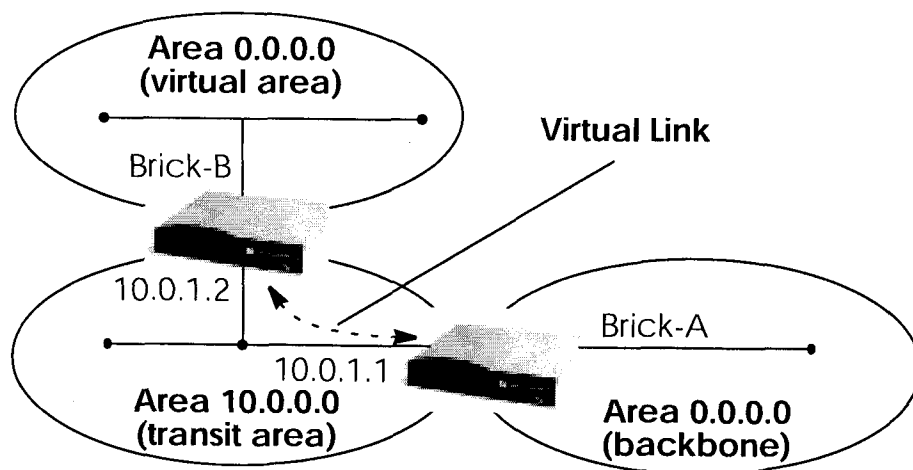 Area 0.0.0.0
(virtual area)
Virtual Link
Brick-B
10.0.1.2
Brick-A
10.0.1.1
Area 10.0.0.0
(transit area)
Area 0.0.0.0
(backbone)